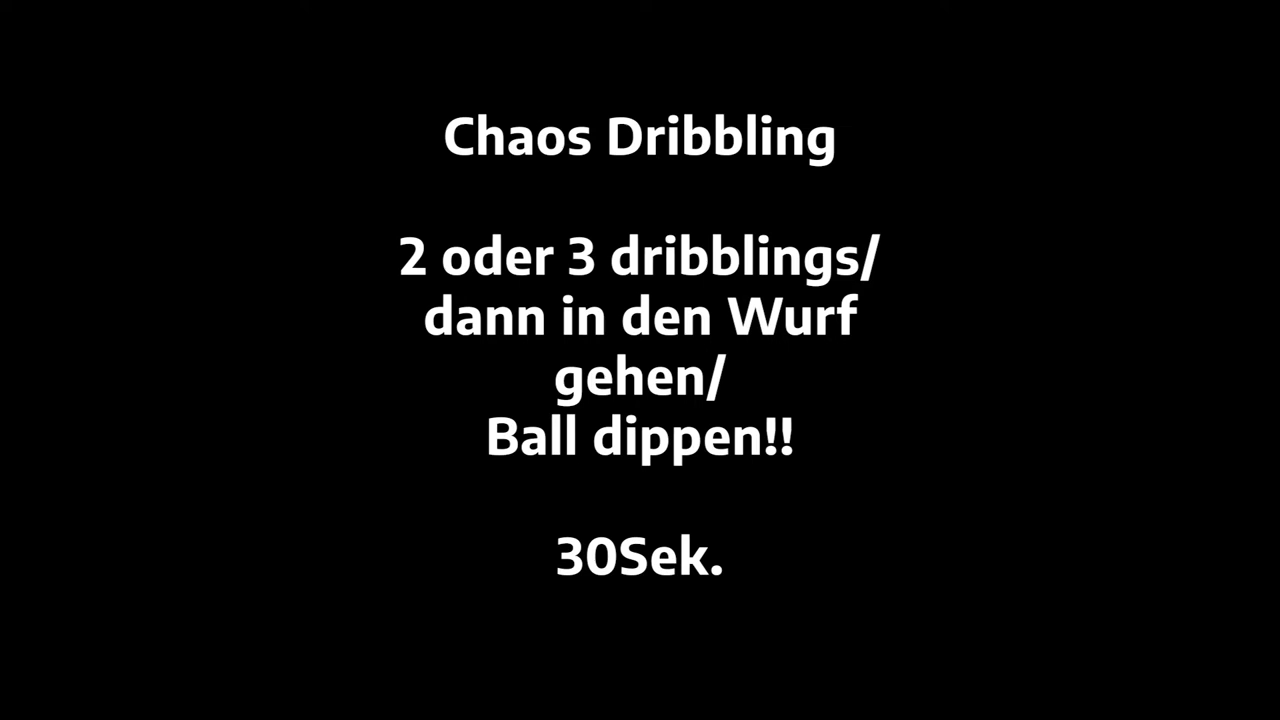 Chaos Dribbling
2 oder 3 dribblings/
dann in den Wurf
gehen/
Ball dippen!!
30Sek.